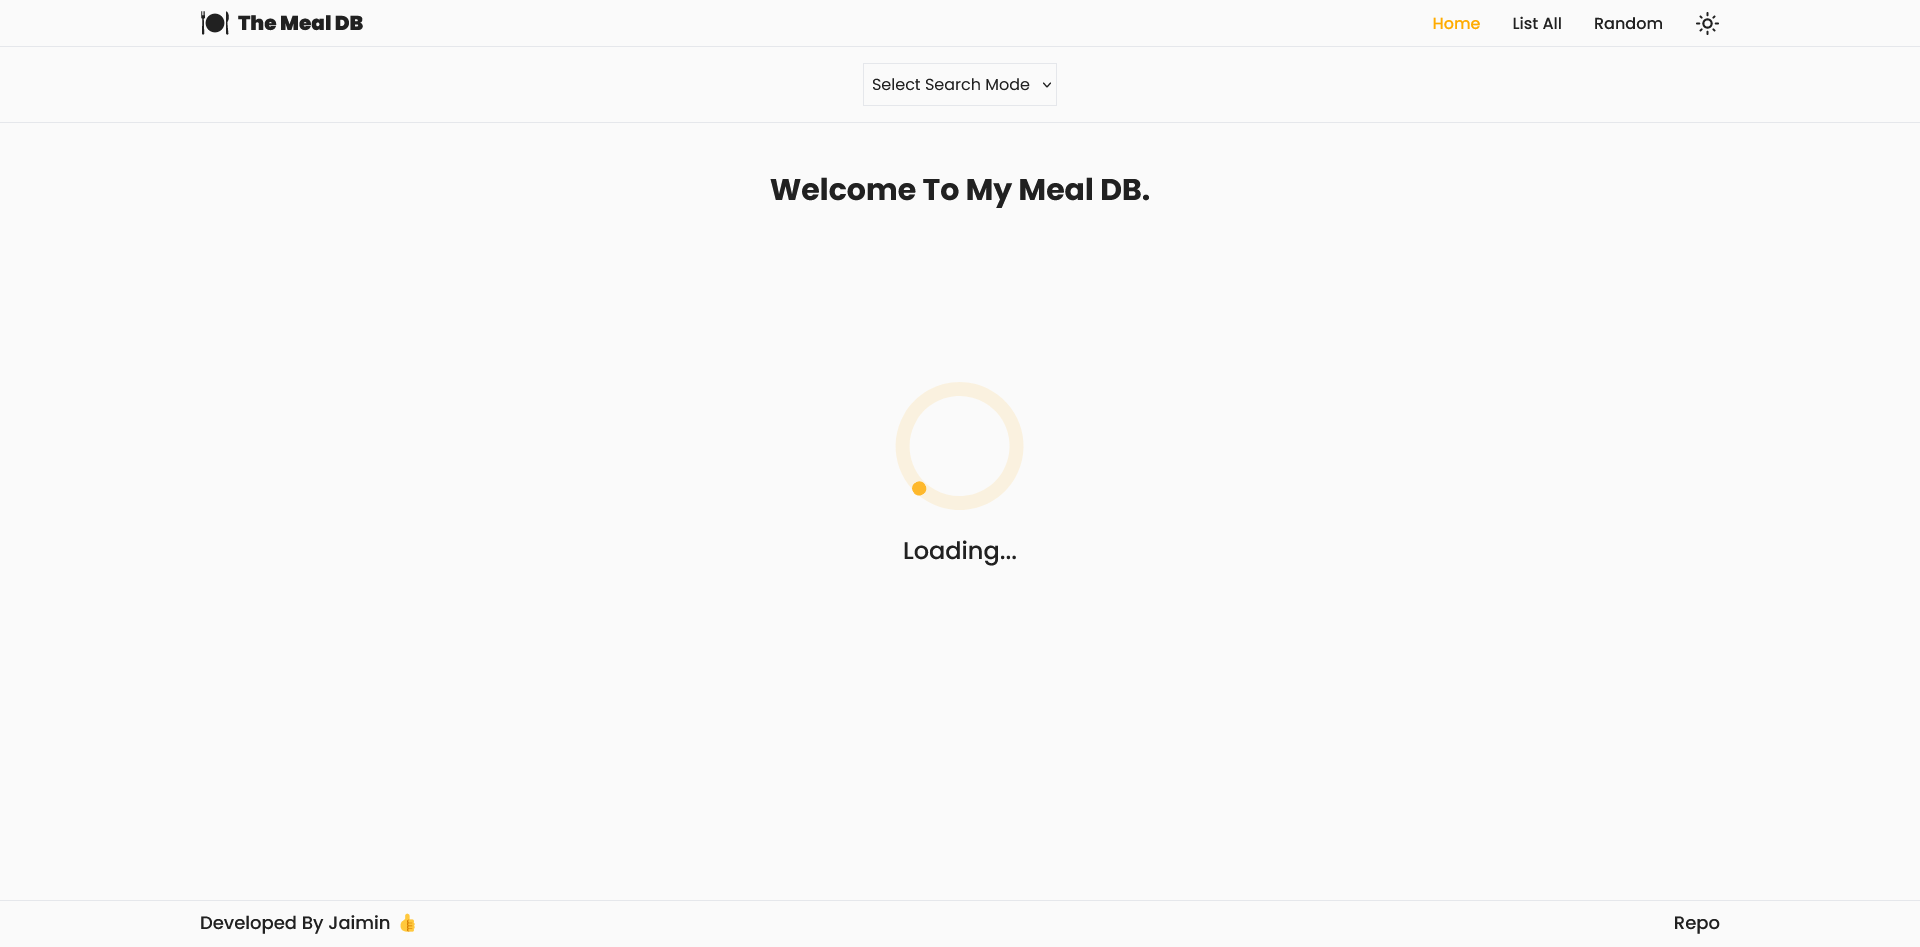 The Meal DB
Home
List All
Random
Select Search Mode
Welcome To My Meal DB.
Loading...
Developed By Jaimin 👍
Repo